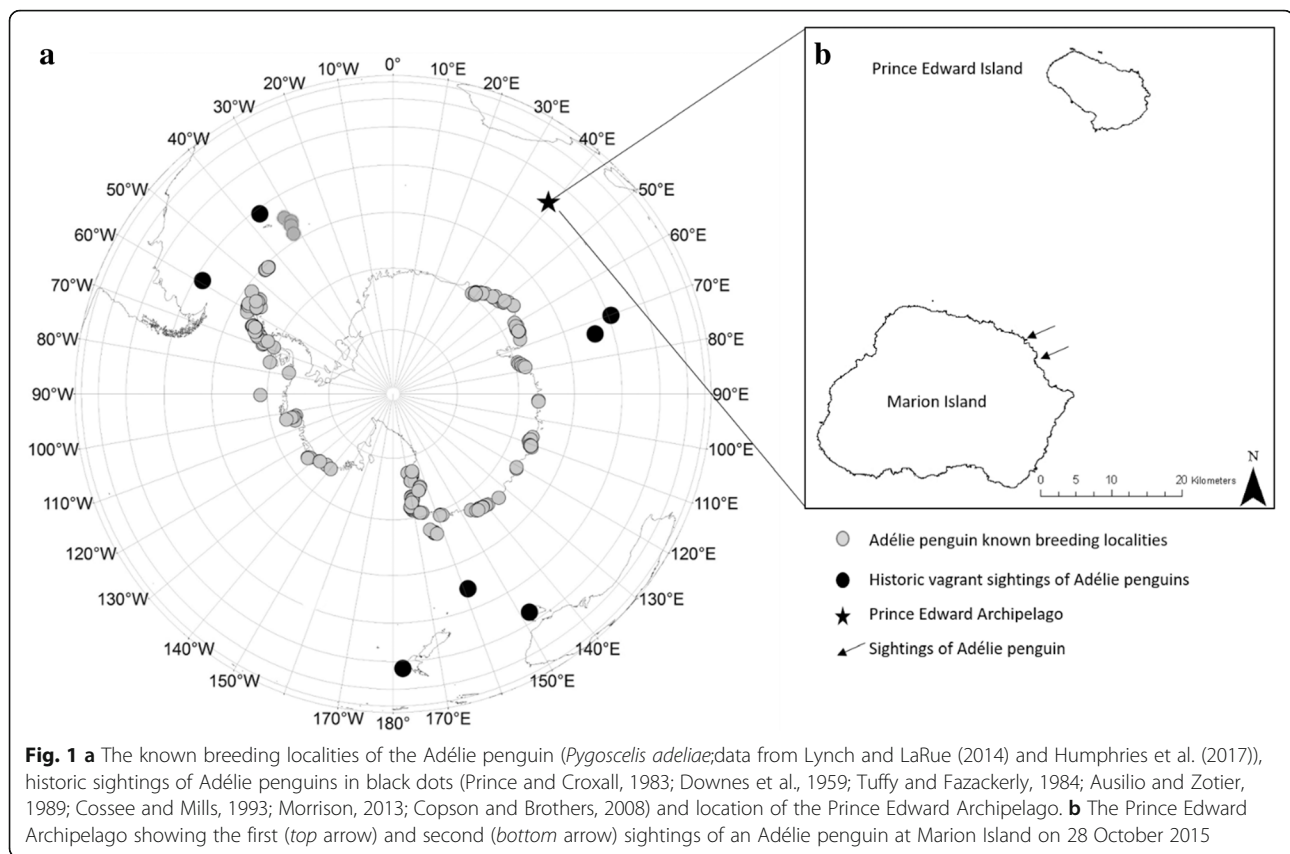 a
0°
10°W
10°E
20°W
20°E
30°W
30°E
40°W
40°E
50°W
50°E
60°W
60°E
70°W
70°E
80°W
80°E
90°W
90°E
100°W
100°E
110°W
110°E
120°W
120°E
130°W
130°E
140°W
140°E
150°W
150°E
160°W
170°W
180°
170°E
b
Prince Edward Island
Marion Island
N
0 5 10 20 Kilometers
Adélie penguin known breeding localities
Historic vagrant sightings of Adélie penguins
Prince Edward Archipelago
Sightings of Adélie penguin
Fig. 1 a The known breeding localities of the Adélie penguin (Pygoscelis adeliae;data from Lynch and LaRue (2014) and Humphries et al. (2017)),
historic sightings of Adélie penguins in black dots (Prince and Croxall, 1983; Downes et al., 1959; Tuffy and Fazackerly, 1984; Ausilio and Zotier,
1989; Cossee and Mills, 1993; Morrison, 2013; Copson and Brothers, 2008) and location of the Prince Edward Archipelago. b The Prince Edward
Archipelago showing the first (top arrow) and second (bottom arrow) sightings of an Adélie penguin at Marion Island on 28 October 2015